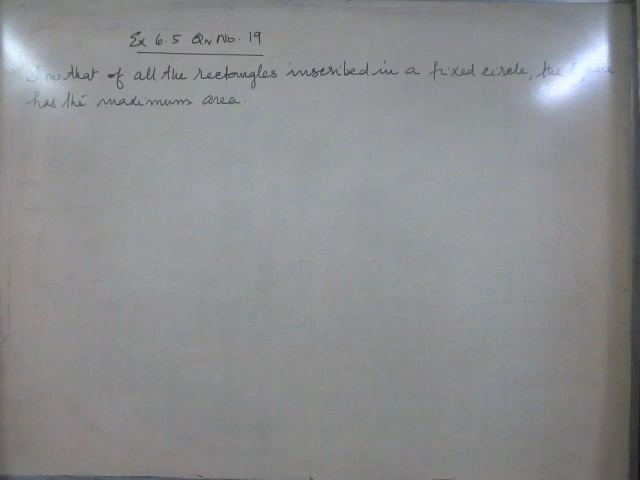 Ex 6.5 Qn No. 19
that of all the rectangles inscribed in a fixed circle, the
has the maximum area.